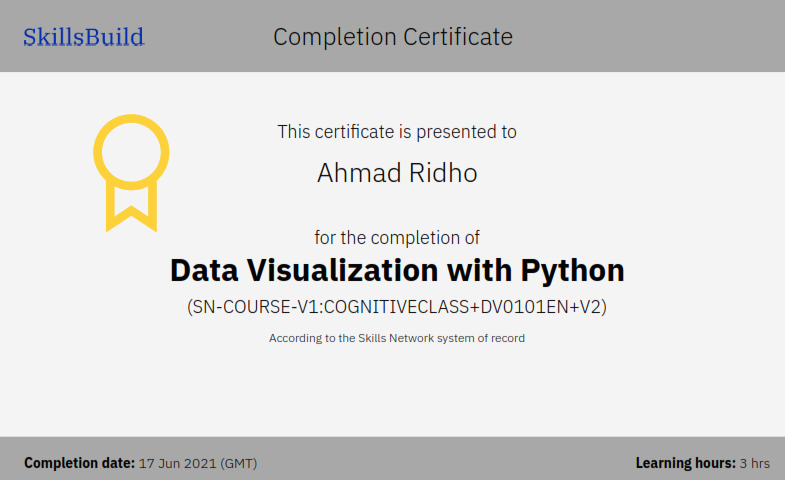 SkillsBuild
Completion Certificate
This certificate is presented to
Ahmad Ridho
for the completion of
Data Visualization with Python
(SN-COURSE-V1:COGNITIVECLASS+DV0101EN+V2)
According to the Skills Network system of record
Completion date: 17 Jun 2021 (GMT)
Learning hours: 3 hrs